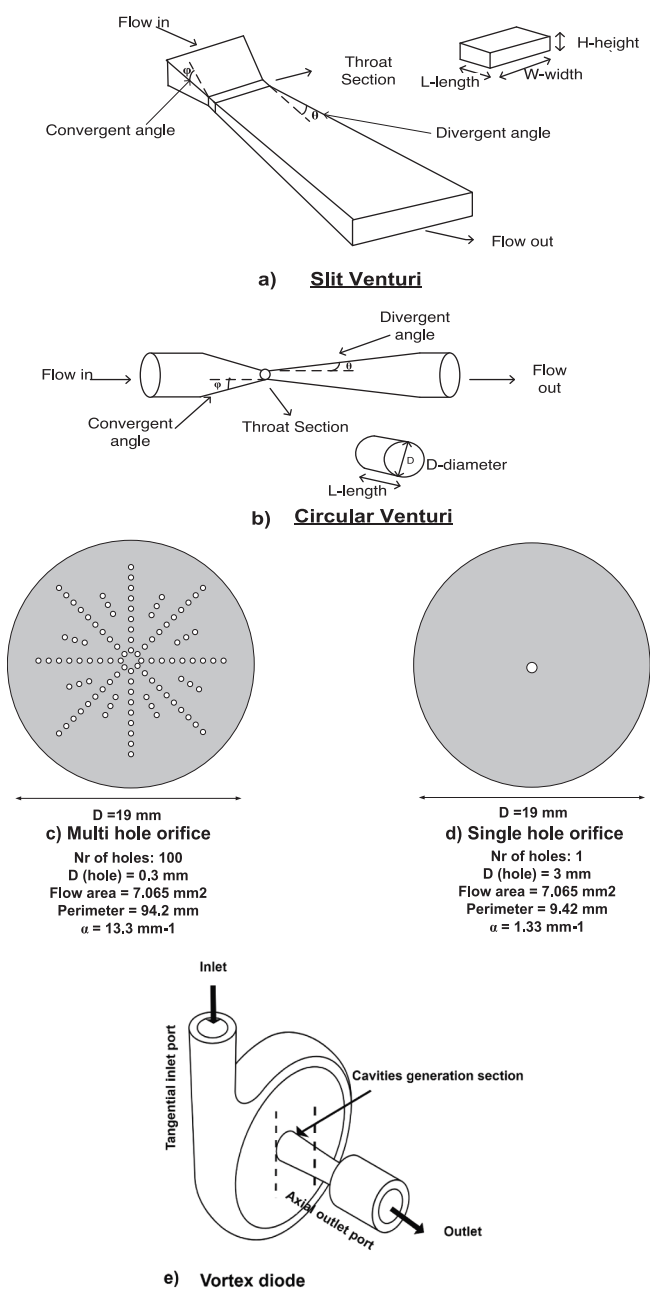 Flow in
H-height
L-length
W-width
Throat
Section
φ
Convergent angle
θ
Divergent angle
Flow out
a) Slit Venturi
Divergent
angle
Flow in
θ
φ
Flow
out
Convergent
angle
Throat Section
D
D-diameter
L-length
b) Circular Venturi
D =19 mm
c) Multi hole orifice
Nr of holes: 100
D (hole) = 0,3 mm
Flow area = 7.065 mm2
Perimeter = 94.2 mm
α = 13.3 mm-1
D =19 mm
d) Single hole orifice
Nr of holes: 1
D (hole) = 3 mm
Flow area = 7.065 mm2
Perimeter = 9.42 mm
α = 1.33 mm-1
Inlet
Tangential inlet port
Cavities generation section
Axial outlet port
Outlet
e) Vortex diode